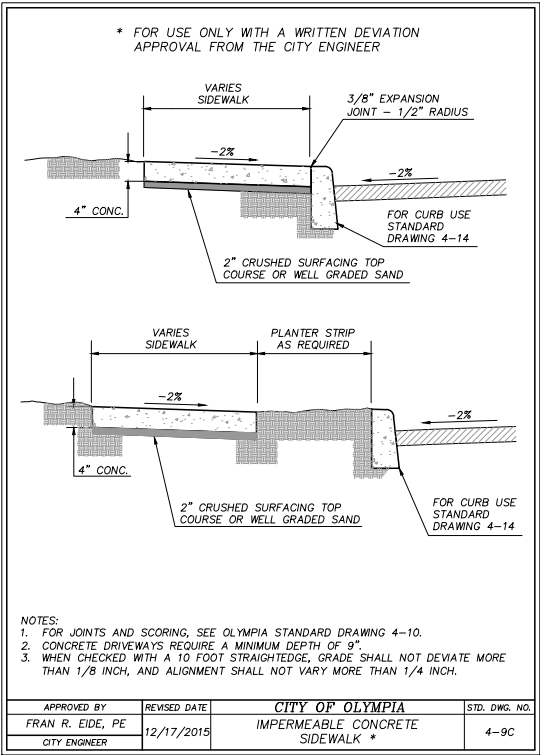 * FOR USE ONLY WITH A WRITTEN DEVIATION
APPROVAL FROM THE CITY ENGINEER
VARIES
SIDEWALK
3/8" EXPANSION
JOINT - 1/2" RADIUS
-2%
-2%
4" CONC.
FOR CURB USE
STANDARD
DRAWING 4-14
2" CRUSHED SURFACING TOP
COURSE OR WELL GRADED SAND
VARIES
SIDEWALK
PLANTER STRIP
AS REQUIRED
-2%
-2%
4" CONC.
2" CRUSHED SURFACING TOP
COURSE OR WELL GRADED SAND
FOR CURB USE
STANDARD
DRAWING 4-14
NOTES:
1. FOR JOINTS AND SCORING, SEE OLYMPIA STANDARD DRAWING 4-10.
2. CONCRETE DRIVEWAYS REQUIRE A MINIMUM DEPTH OF 9".
3. WHEN CHECKED WITH A 10 FOOT STRAIGHTEDGE, GRADE SHALL NOT DEVIATE MORE
THAN 1/8 INCH, AND ALIGNMENT SHALL NOT VARY MORE THAN 1/4 INCH.
APPROVED BY
FRAN R. EIDE, PE
CITY ENGINEER
REVISED DATE
12/17/2015
CITY OF OLYMPIA
IMPERMEABLE CONCRETE
SIDEWALK *
STD. DWG. NO.
4-9C